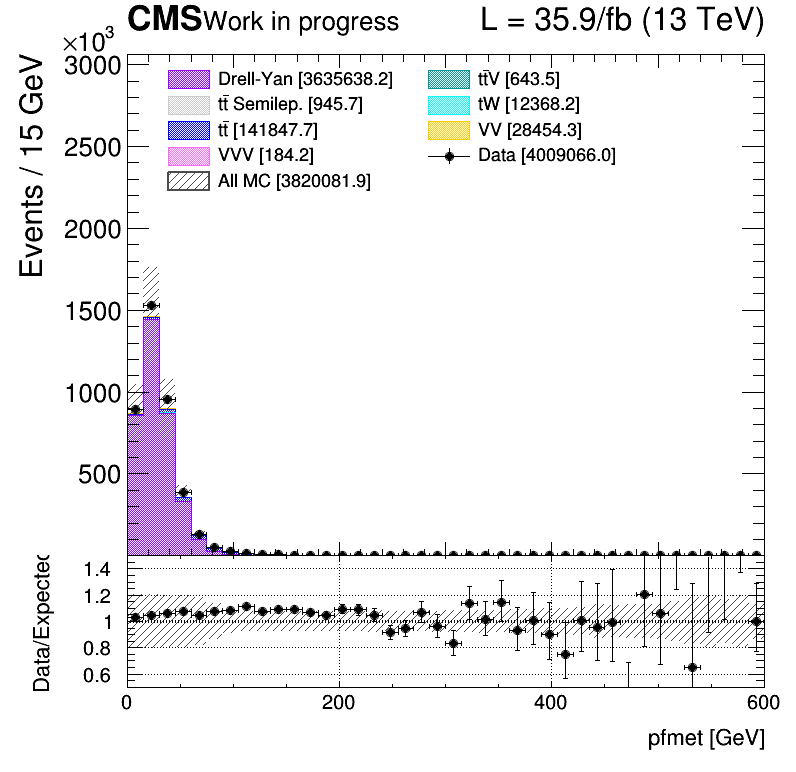 CMS Work in progress L = 35.9/fb (13 TeV)
×10³
Events / 15 GeV
3000
2500
2000
1500
1000
500
Drell-Yan [3635638.2]
tt̄ Semilep. [945.7]
tt̄ [141847.7]
VVV [184.2]
All MC [3820081.9]
tt̄V [643.5]
tW [12368.2]
VV [28454.3]
Data [4009066.0]
Data/Expected
1.4
1.2
1
0.8
0.6
0 200 400 600
pfmet [GeV]